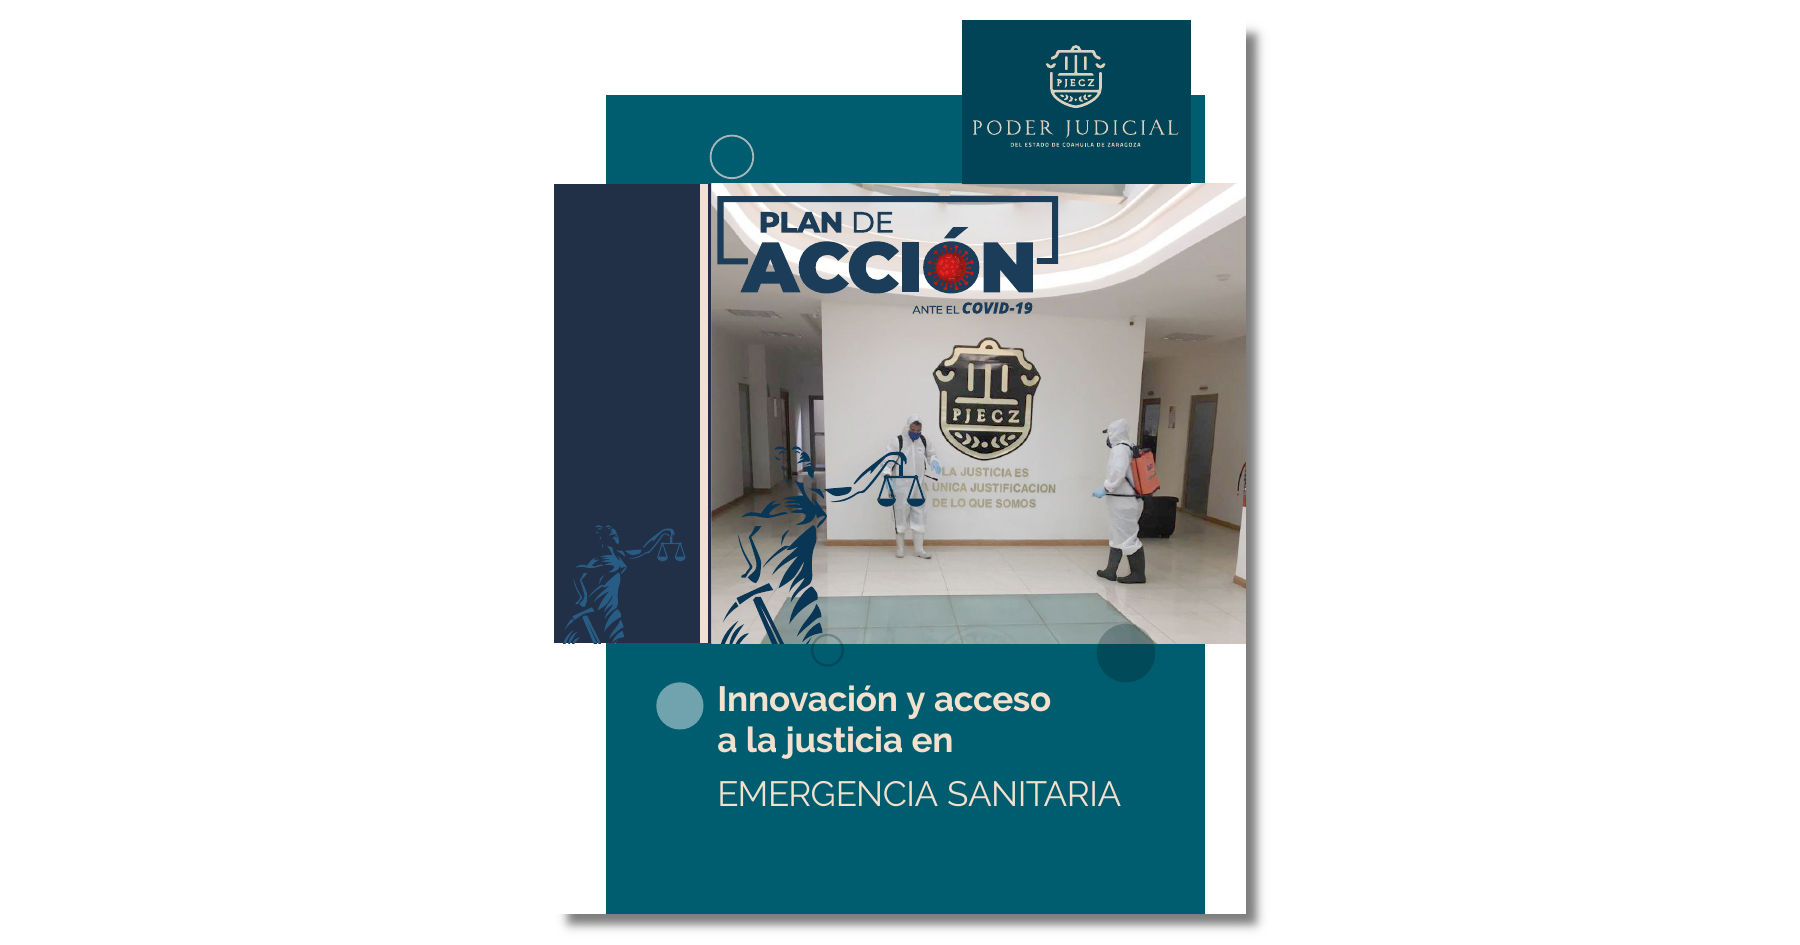 PJECZ
PODER JUDICIAL
DEL ESTADO DE COAHUILA DE ZARAGOZA
PLAN DE
ACCIÓN
ANTE EL COVID-19
PJECZ
LA JUSTICIA ES
ÚNICA JUSTIFICACION
DE LO QUE SOMOS
Innovación y acceso
a la justicia en
EMERGENCIA SANITARIA